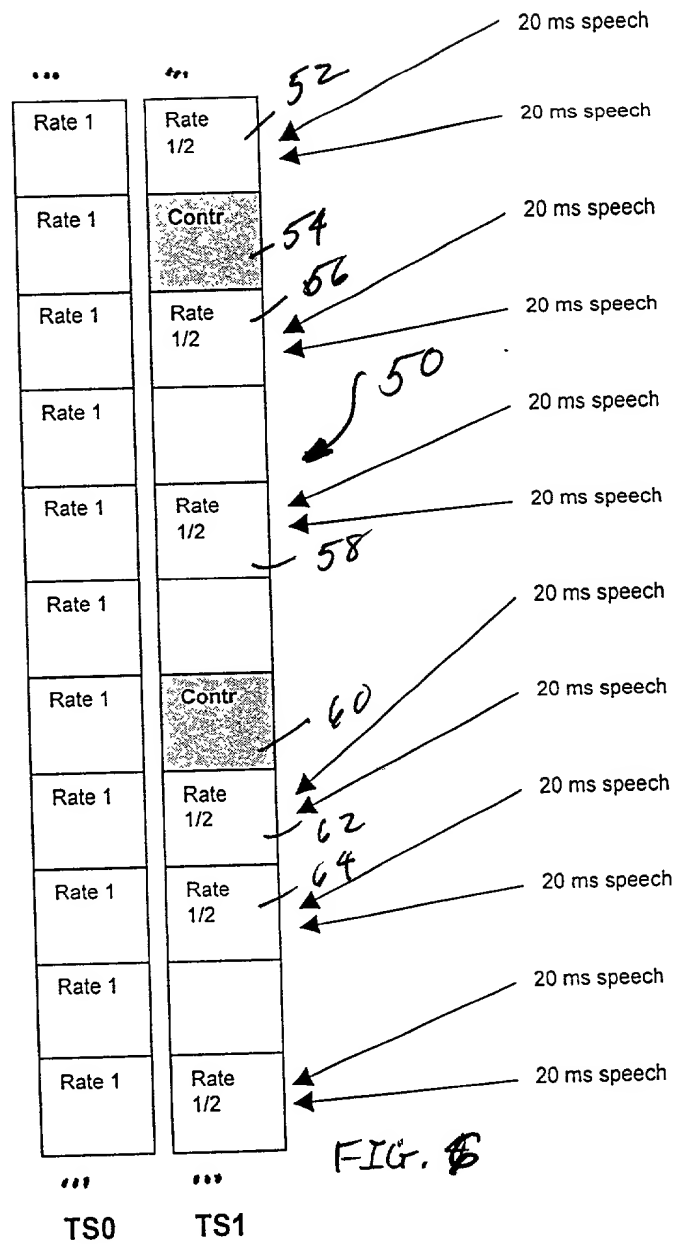 20 ms speech
... ...
52
Rate 1 Rate 1/2
20 ms speech
Rate 1 Contr
54
20 ms speech
56
Rate 1 Rate 1/2
20 ms speech
50
Rate 1
20 ms speech
Rate 1 Rate 1/2
20 ms speech
58
Rate 1
20 ms speech
Rate 1 Contr
60
20 ms speech
Rate 1 Rate 1/2
62
20 ms speech
64
Rate 1 Rate 1/2
20 ms speech
Rate 1
20 ms speech
Rate 1 Rate 1/2
20 ms speech
FIG. 6
... ...
TS0 TS1